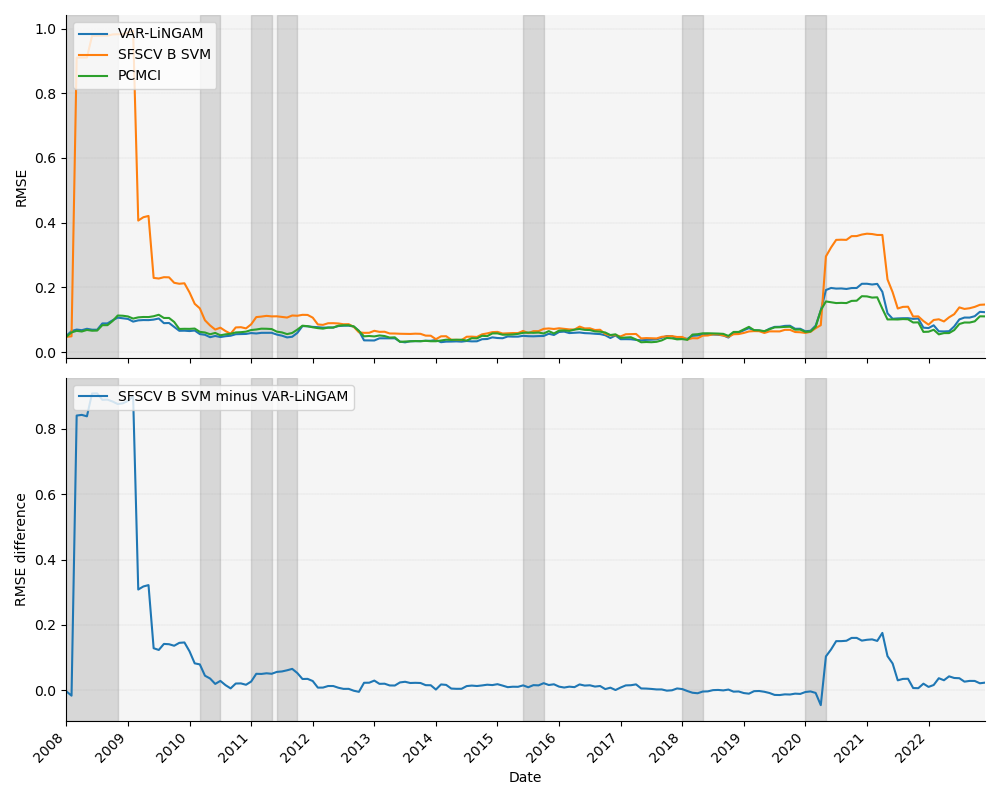 1.0
0.8
0.6
0.4
0.2
0.0
RMSE
VAR-LiNGAM
SFSCV B SVM
PCMCI
0.8
0.6
0.4
0.2
0.0
RMSE difference
SFSCV B SVM minus VAR-LiNGAM
2008 2009 2010 2011 2012 2013 2014 2015 2016 2017 2018 2019 2020 2021 2022
Date